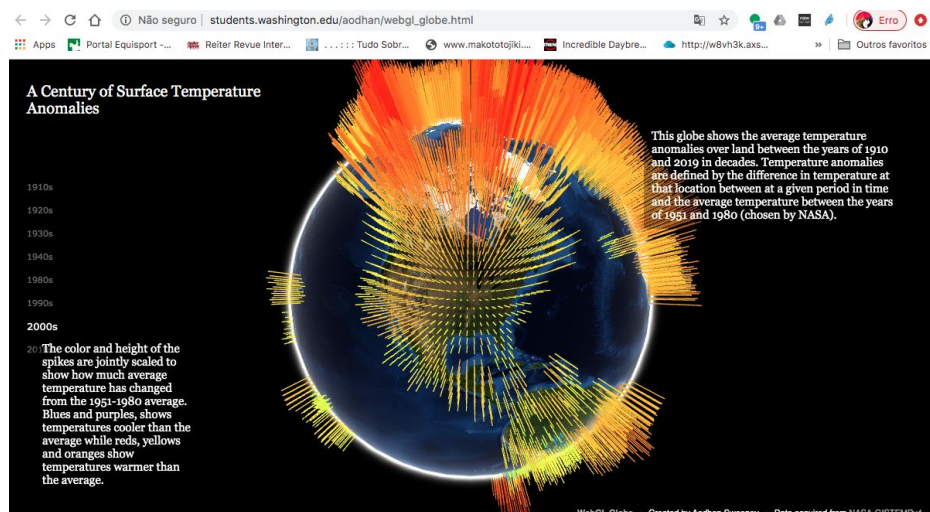 Não seguro | students.washington.edu/aodhan/webgl_globe.html
9+
Erro
Apps Portal Equisport -... Reiter Revue Inter... ....::: Tudo Sobr... www.makototojiki.... Incredible Daybre... http://w8vh3k.axs... » Outros favoritos
A Century of Surface Temperature
Anomalies
This globe shows the average temperature
anomalies over land between the years of 1910
and 2019 in decades. Temperature anomalies
are defined by the difference in temperature at
that location between at a given period in time
and the average temperature between the years
of 1951 and 1980 (chosen by NASA).
1910s
1920s
1930s
1940s
1980s
1990s
2000s
The color and height of the
spikes are jointly scaled to
show how much average
temperature has changed
from the 1951-1980 average.
Blues and purples, shows
temperatures cooler than the
average while reds, yellows
and oranges show
temperatures warmer than
the average.